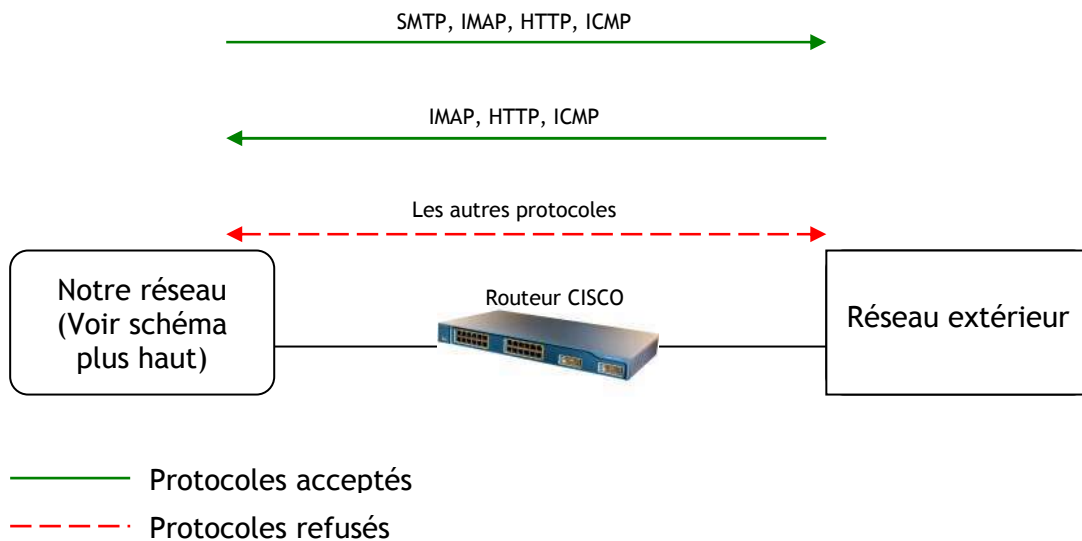 SMTP, IMAP, HTTP, ICMP
IMAP, HTTP, ICMP
Les autres protocoles
Notre réseau
(Voir schéma
plus haut)
Routeur CISCO
Réseau extérieur
Protocoles acceptés
Protocoles refusés